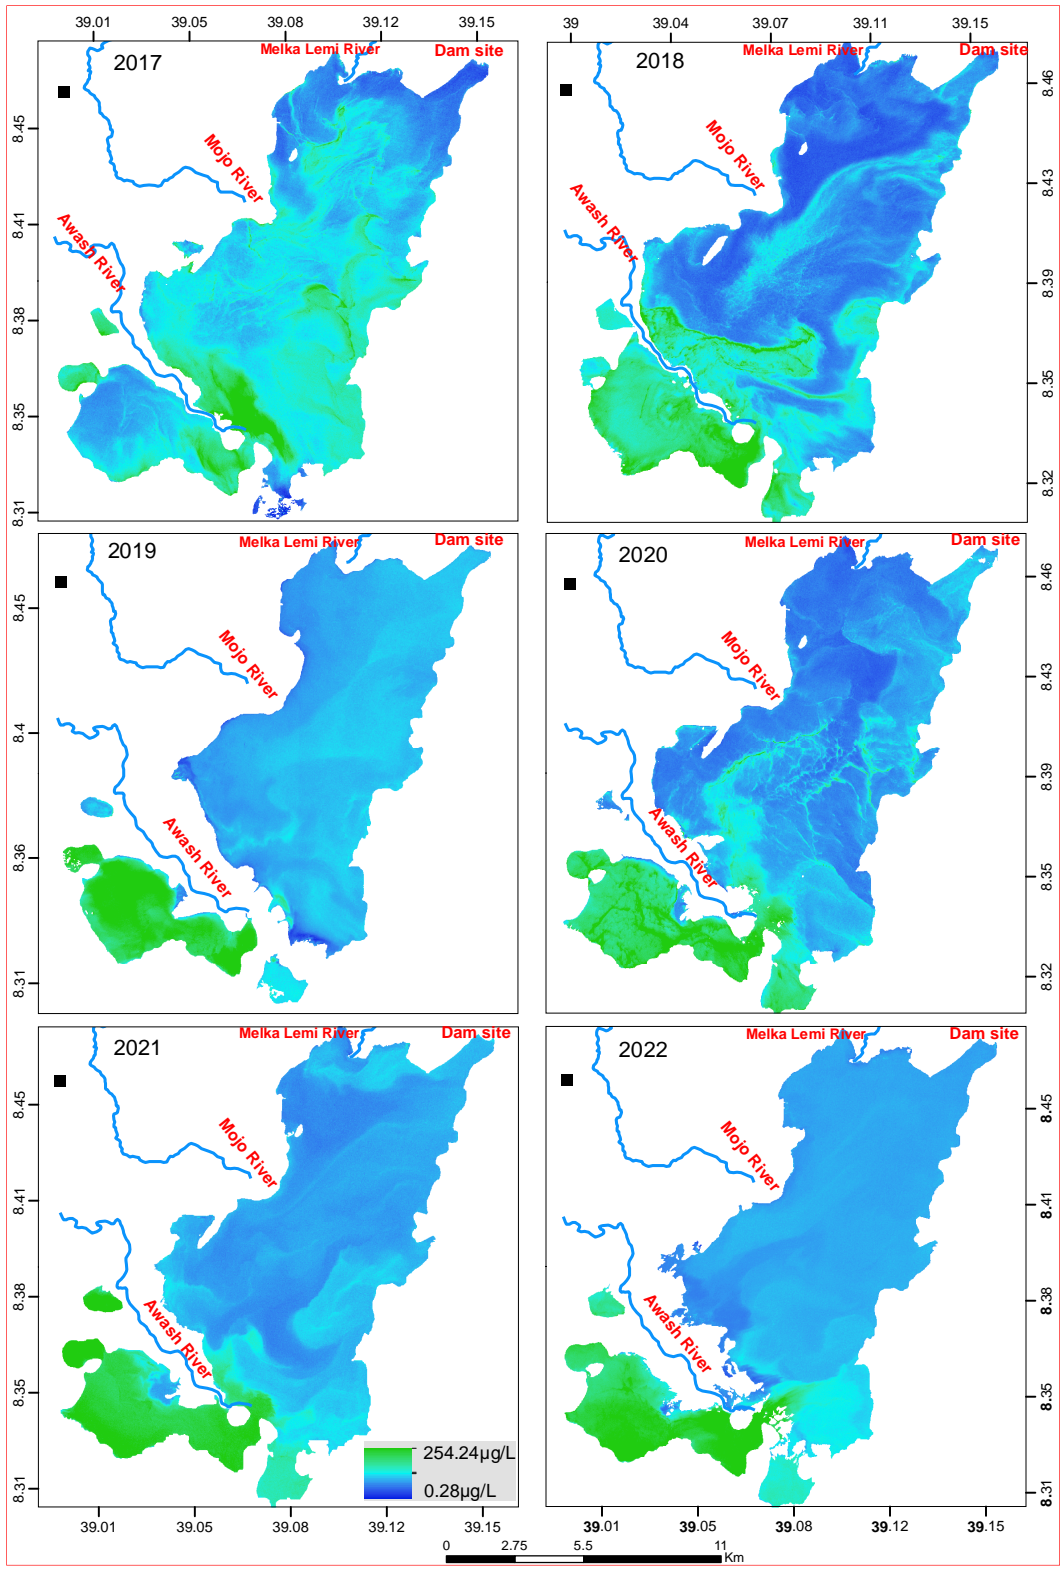 39.01 39.05 39.08 39.12 39.15
39 39.04 39.07 39.11 39.15
2017
Melka Lemi River
Dam site
Mojo River
Awash River
8.45
8.41
8.38
8.35
8.31
2018
Melka Lemi River
Dam site
Mojo River
Awash River
8.46
8.43
8.39
8.35
8.32
2019
Melka Lemi River
Dam site
Mojo River
Awash River
8.45
8.4
8.36
8.31
2020
Melka Lemi River
Dam site
Mojo River
Awash River
8.46
8.43
8.39
8.35
8.32
2021
Melka Lemi River
Dam site
Mojo River
Awash River
8.45
8.41
8.38
8.35
8.31
254.24µg/L
0.28µg/L
2022
Melka Lemi River
Dam site
Mojo River
Awash River
8.45
8.41
8.38
8.35
8.31
39.01 39.05 39.08 39.12 39.15
39.01 39.05 39.08 39.12 39.15
0 2.75 5.5 11
Km